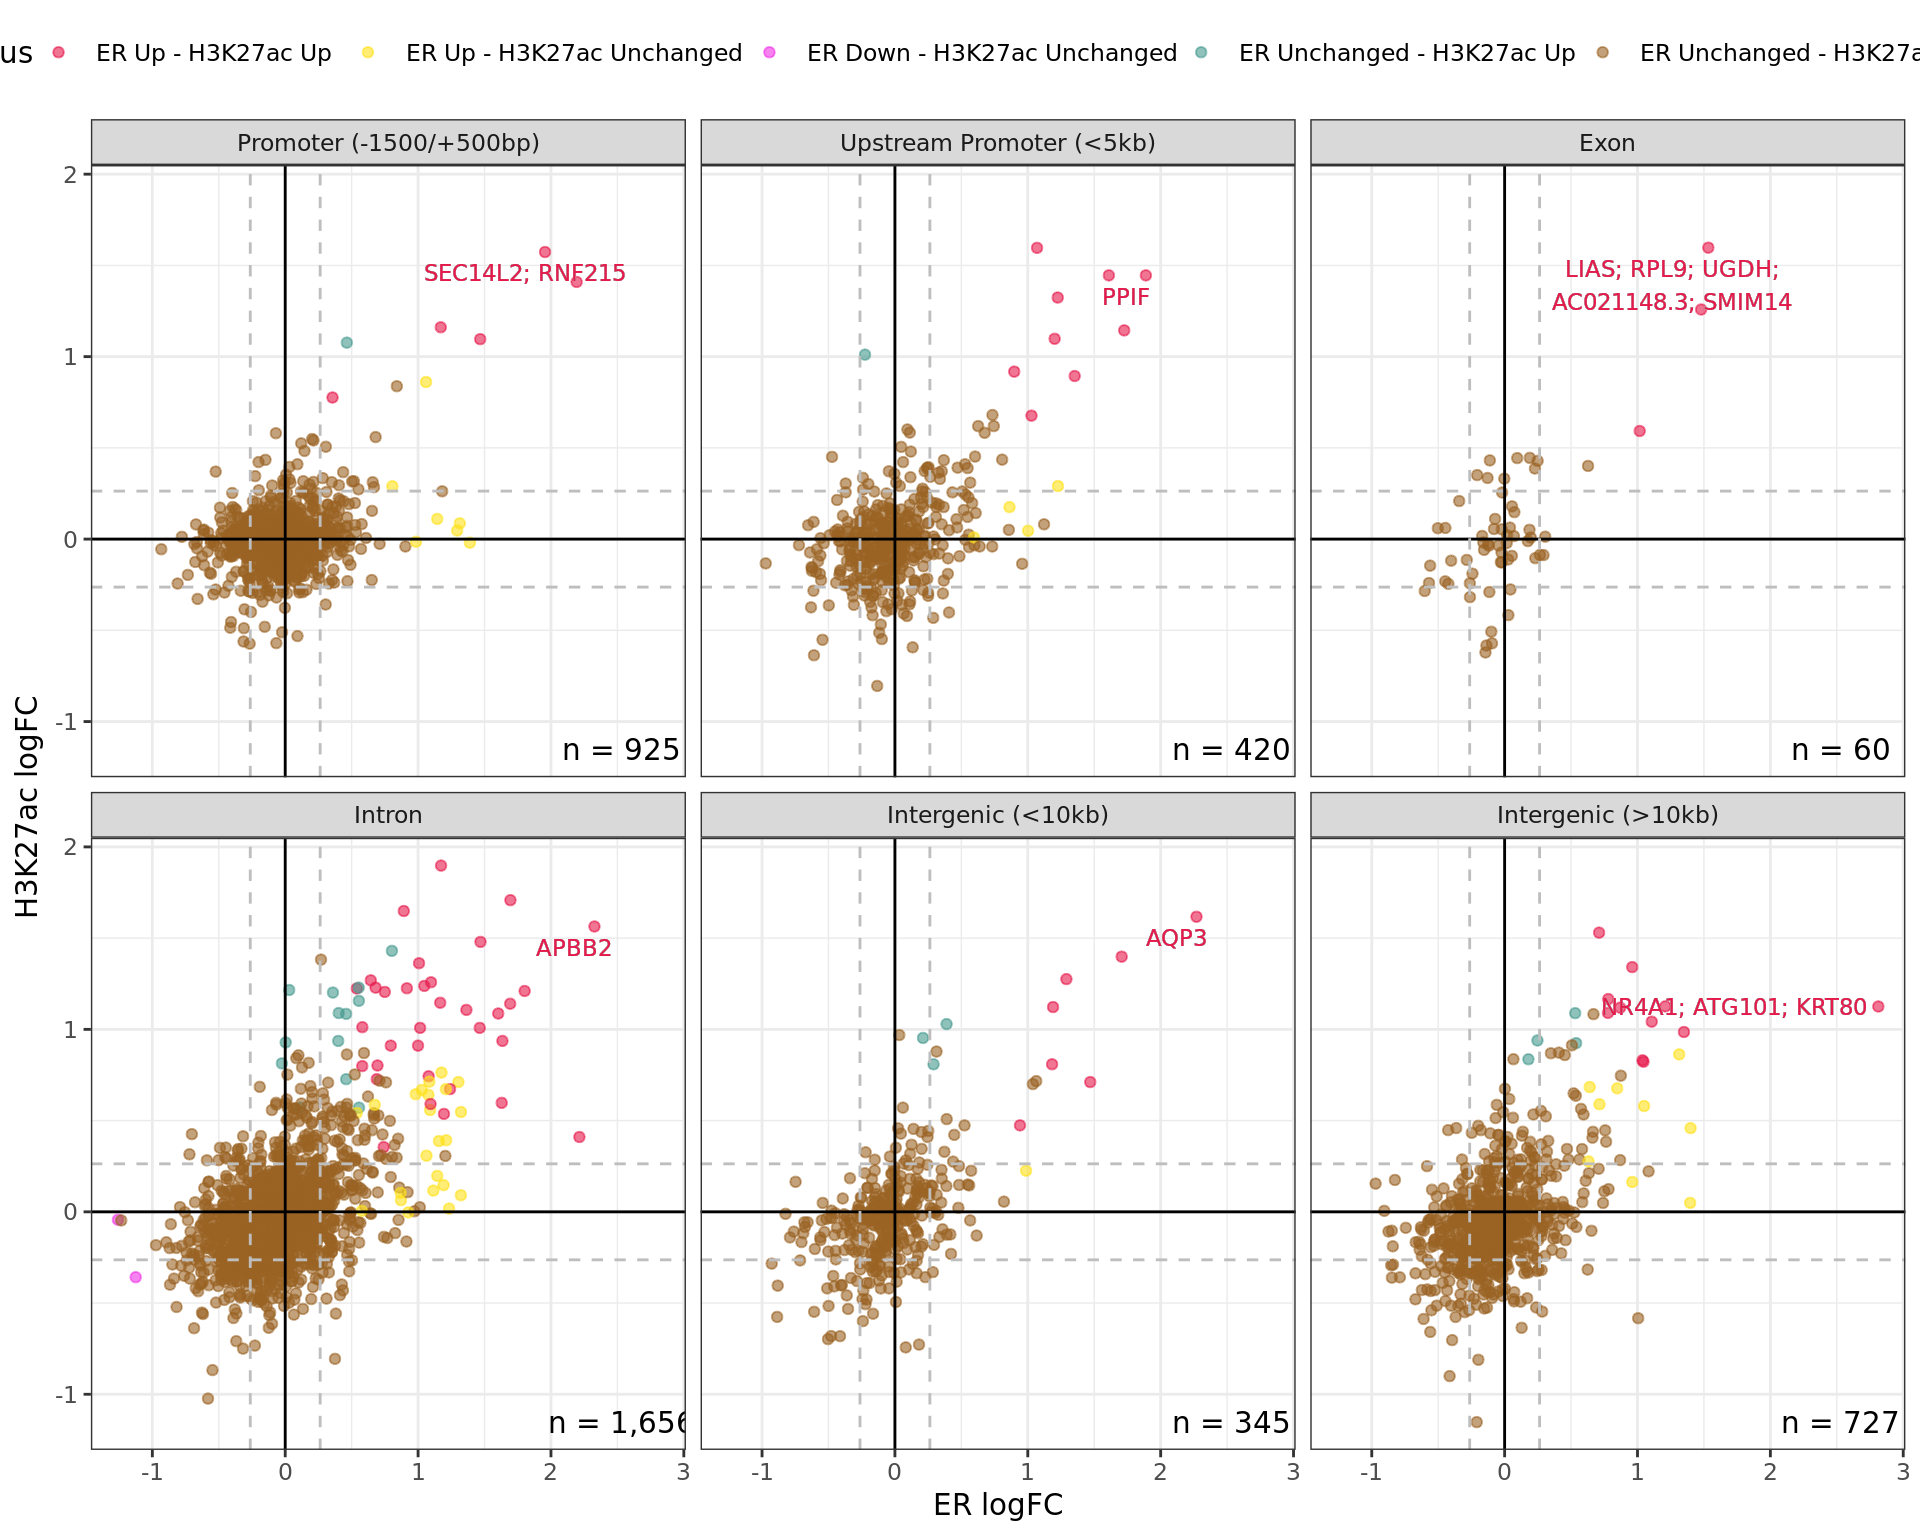 us ER Up - H3K27ac Up ER Up - H3K27ac Unchanged ER Down - H3K27ac Unchanged ER Unchanged - H3K27ac Up ER Unchanged - H3K27a
Promoter (-1500/+500bp) Upstream Promoter (<5kb) Exon
2
1
0
-1
SEC14L2; RNF215
PPIF
LIAS; RPL9; UGDH;
AC021148.3; SMIM14
n = 925 n = 420 n = 60
H3K27ac logFC
Intron Intergenic (<10kb) Intergenic (>10kb)
2
1
0
-1
APBB2
AQP3
NR4A1; ATG101; KRT80
n = 1,656 n = 345 n = 727
-1 0 1 2 3 -1 0 1 2 3 -1 0 1 2 3
ER logFC